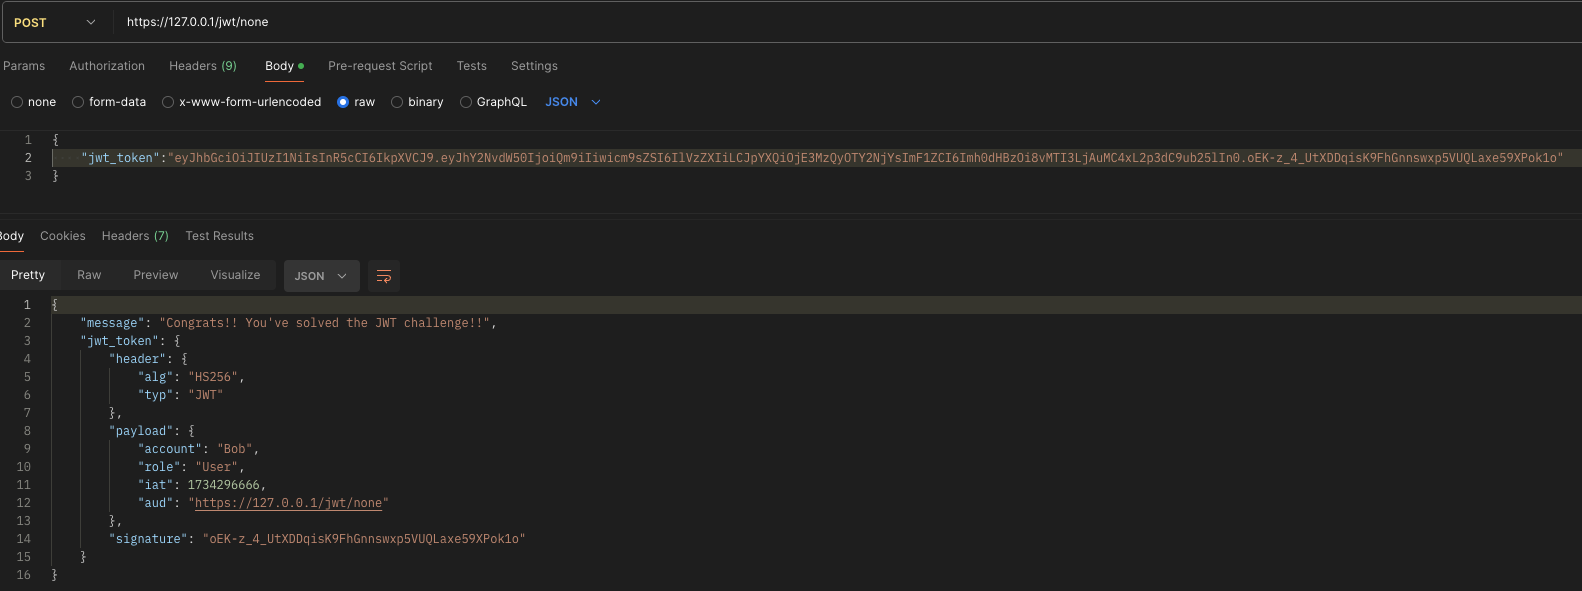 POST https://127.0.0.1/jwt/none
Params Authorization Headers (9) Body Pre-request Script Tests Settings
none form-data x-www-form-urlencoded raw binary GraphQL JSON
1 {
2 "jwt_token":"eyJhbGciOiJIUzI1NiIsInR5cCI6IkpXVCJ9.eyJhY2NvdW50IjoiQm9iIiwicm9sZSI6IlVzZXIiLCJpYXQiOjE3MzQyOTY2NjYsImF1ZCI6Imh0dHBzOi8vMTI3LjAuMC4xL2p3dC9ub25lIn0.oEK-z_4_UtXDDqisK9FhGnnswxp5VUQLaxe59XPok1o"
3 }
Body Cookies Headers (7) Test Results
Pretty Raw Preview Visualize JSON
1 {
2 "message": "Congrats!! You've solved the JWT challenge!!",
3 "jwt_token": {
4 "header": {
5 "alg": "HS256",
6 "typ": "JWT"
7 },
8 "payload": {
9 "account": "Bob",
10 "role": "User",
11 "iat": 1734296666,
12 "aud": "https://127.0.0.1/jwt/none"
13 },
14 "signature": "oEK-z_4_UtXDDqisK9FhGnnswxp5VUQLaxe59XPok1o"
15 }
16 }